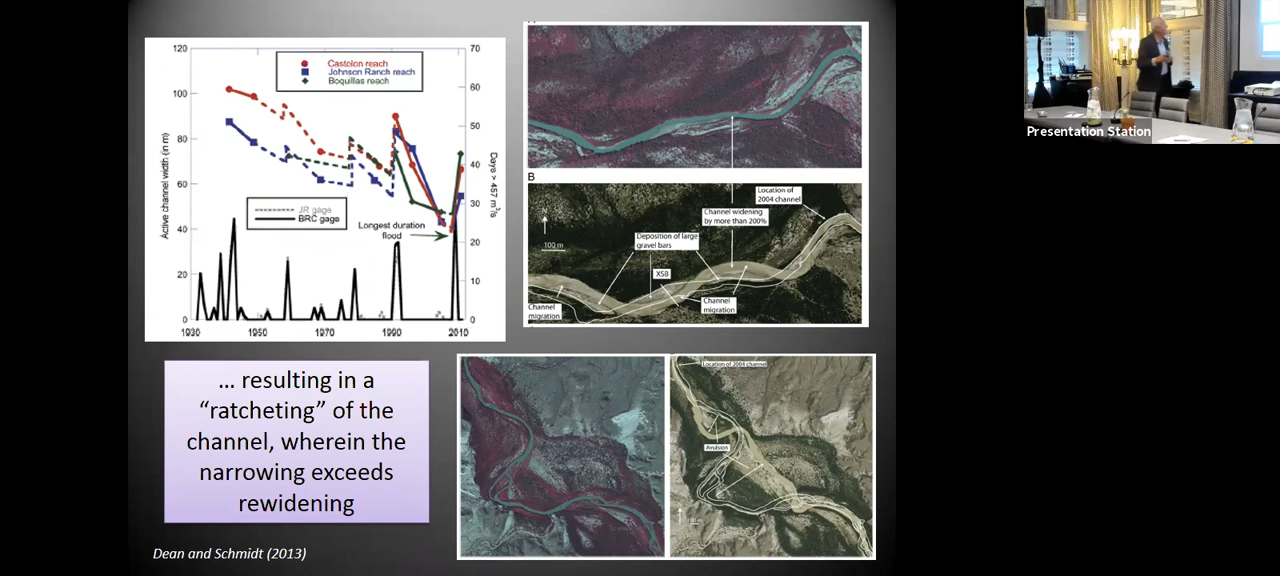 120
100
80
60
40
20
0
Active channel width (in m)
70
60
50
40
30
20
10
0
Days > 457 m³/s
1930
1950
1970
1990
2010
Castolon reach
Johnson Ranch reach
Boquillas reach
JR gage
BRC gage
Longest duration
flood
B
Location of
2004 channel
Channel widening
by more than 200%
Deposition of large
gravel bars
100 m
XSB
Channel
migration
Channel
migration
Location of 2004 channel
Avulsion
… resulting in a
“ratcheting” of the
channel, wherein the
narrowing exceeds
rewidening
Dean and Schmidt (2013)
Presentation Station